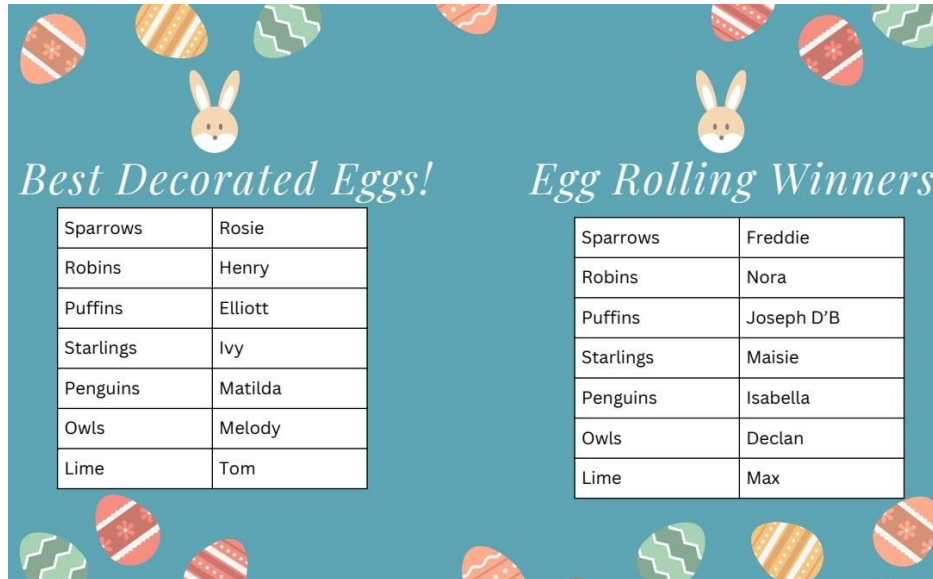 Best Decorated Eggs!
Sparrows Rosie
Robins Henry
Puffins Elliott
Starlings Ivy
Penguins Matilda
Owls Melody
Lime Tom
Egg Rolling Winners
Sparrows Freddie
Robins Nora
Puffins Joseph D’B
Starlings Maisie
Penguins Isabella
Owls Declan
Lime Max